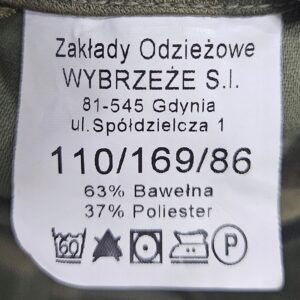 Zakłady Odzieżowe
WYBRZEŻE S.I.
81-545 Gdynia
ul.Spółdzielcza 1
110/169/86
63% Bawełna
37% Poliester
60 P